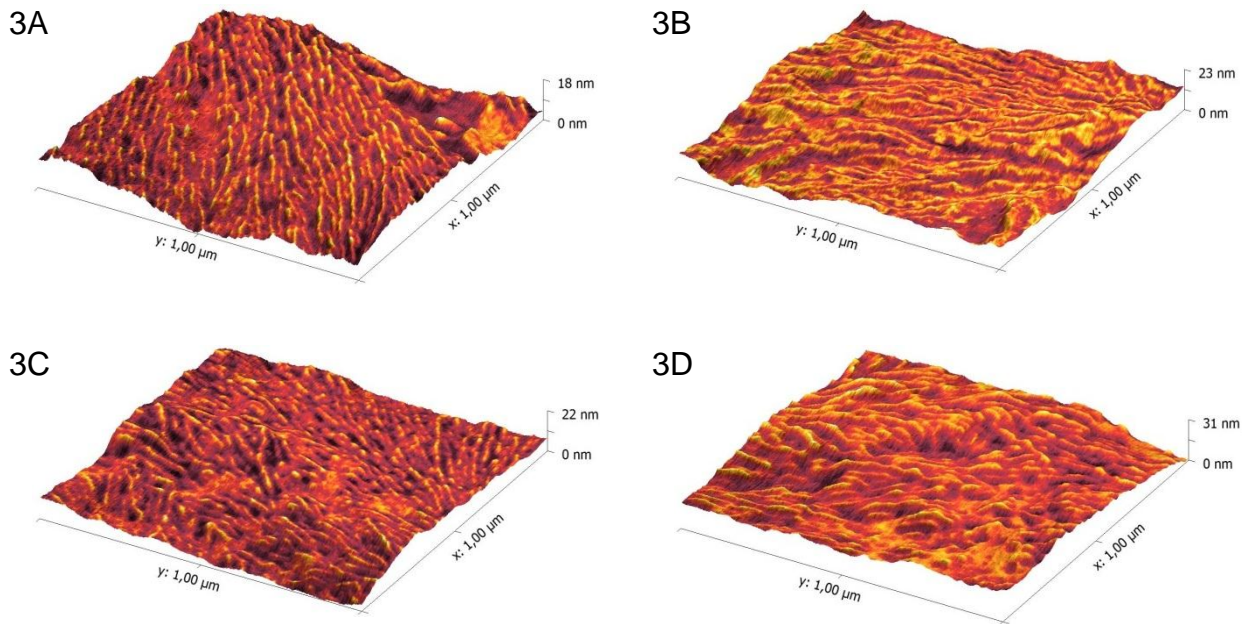 3A
18 nm
0 nm
x: 1,00 µm
y: 1,00 µm
3B
23 nm
0 nm
x: 1,00 µm
y: 1,00 µm
3C
22 nm
0 nm
x: 1,00 µm
y: 1,00 µm
3D
31 nm
0 nm
x: 1,00 µm
y: 1,00 µm